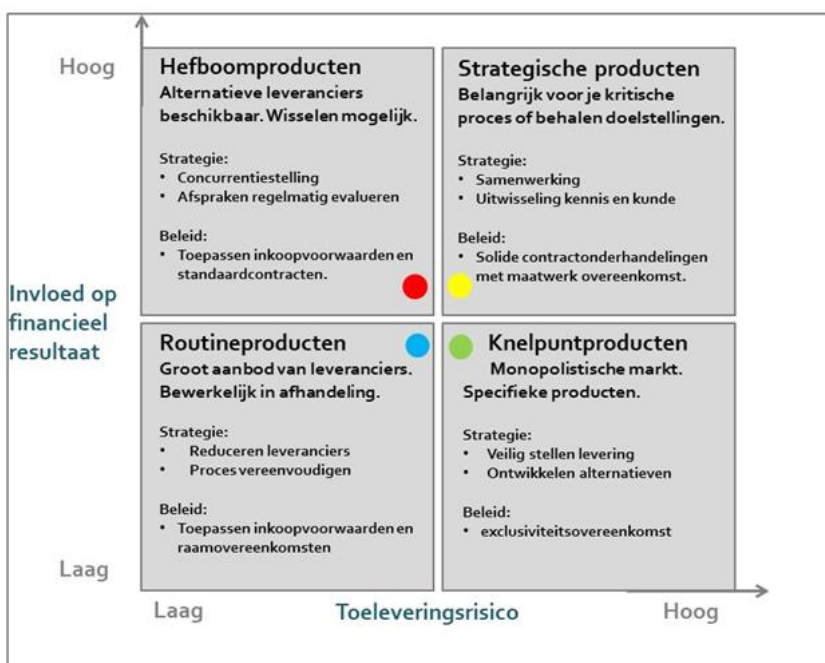 Hoog
Hefboomproducten
Alternatieve leveranciers
beschikbaar. Wisselen mogelijk.
Strategie:
• Concurrentiestelling
• Afspraken regelmatig evalueren
Beleid:
• Toepassen inkoopvoorwaarden en
standaardcontracten.
Strategische producten
Belangrijk voor je kritische
proces of behalen doelstellingen.
Strategie:
• Samenwerking
• Uitwisseling kennis en kunde
Beleid:
• Solide contractonderhandelingen
met maatwerk overeenkomst.
Invloed op
financieel
resultaat
Routineproducten
Groot aanbod van leveranciers.
Bewerkelijk in afhandeling.
Strategie:
• Reduceren leveranciers
• Proces vereenvoudigen
Beleid:
• Toepassen inkoopvoorwaarden en
raamovereenkomsten
Knelpuntproducten
Monopolistische markt.
Specifieke producten.
Strategie:
• Veilig stellen levering
• Ontwikkelen alternatieven
Beleid:
• exclusiviteitsovereenkomst
Laag
Laag
Toeleveringsrisico
Hoog